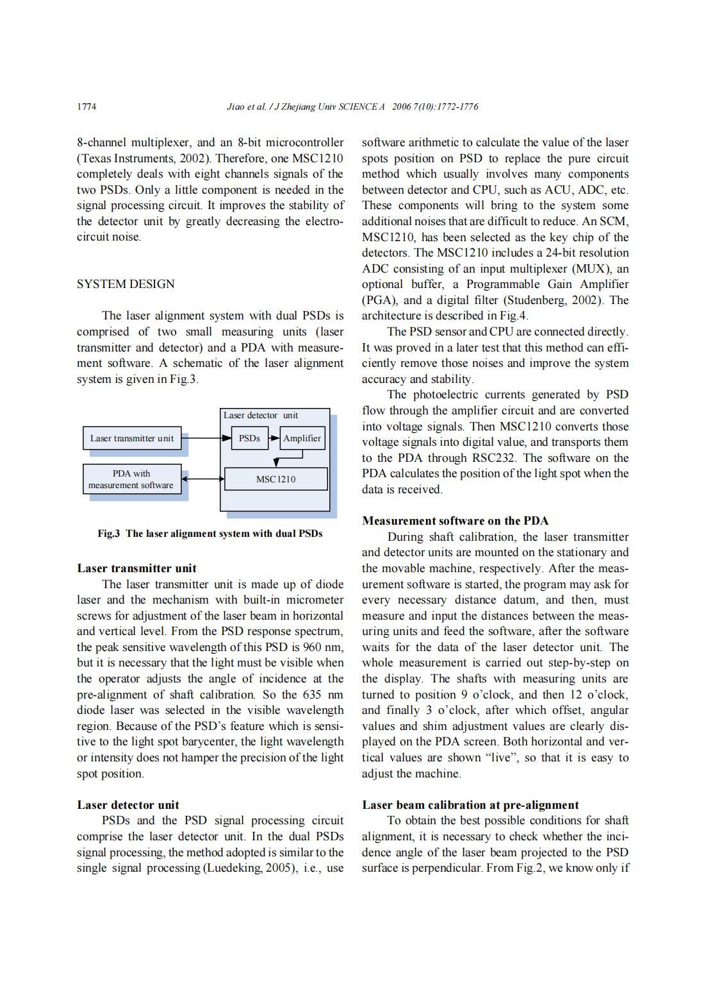 1774
Jiao et al. / J Zhejiang Univ SCIENCE A 2006 7(10):1772-1776
8-channel multiplexer, and an 8-bit microcontroller
(Texas Instruments, 2002). Therefore, one MSC1210
completely deals with eight channels signals of the
two PSDs. Only a little component is needed in the
signal processing circuit. It improves the stability of
the detector unit by greatly decreasing the electro-
circuit noise.
SYSTEM DESIGN
The laser alignment system with dual PSDs is
comprised of two small measuring units (laser
transmitter and detector) and a PDA with measure-
ment software. A schematic of the laser alignment
system is given in Fig.3.
Laser detector unit
Laser transmitter unit
PSDs
Amplifier
PDA with
measurement software
MSC1210
Fig.3 The laser alignment system with dual PSDs
Laser transmitter unit
The laser transmitter unit is made up of diode
laser and the mechanism with built-in micrometer
screws for adjustment of the laser beam in horizontal
and vertical level. From the PSD response spectrum,
the peak sensitive wavelength of this PSD is 960 nm,
but it is necessary that the light must be visible when
the operator adjusts the angle of incidence at the
pre-alignment of shaft calibration. So the 635 nm
diode laser was selected in the visible wavelength
region. Because of the PSD's feature which is sensi-
tive to the light spot barycenter, the light wavelength
or intensity does not hamper the precision of the light
spot position.
Laser detector unit
PSDs and the PSD signal processing circuit
comprise the laser detector unit. In the dual PSDs
signal processing, the method adopted is similar to the
single signal processing (Luedeking, 2005), i.e., use
software arithmetic to calculate the value of the laser
spots position on PSD to replace the pure circuit
method which usually involves many components
between detector and CPU, such as ACU, ADC, etc.
These components will bring to the system some
additional noises that are difficult to reduce. An SCM,
MSC1210, has been selected as the key chip of the
detectors. The MSC1210 includes a 24-bit resolution
ADC consisting of an input multiplexer (MUX), an
optional buffer, a Programmable Gain Amplifier
(PGA), and a digital filter (Studenberg, 2002). The
architecture is described in Fig.4.
The PSD sensor and CPU are connected directly.
It was proved in a later test that this method can effi-
ciently remove those noises and improve the system
accuracy and stability.
The photoelectric currents generated by PSD
flow through the amplifier circuit and are converted
into voltage signals. Then MSC1210 converts those
voltage signals into digital value, and transports them
to the PDA through RSC232. The software on the
PDA calculates the position of the light spot when the
data is received.
Measurement software on the PDA
During shaft calibration, the laser transmitter
and detector units are mounted on the stationary and
the movable machine, respectively. After the meas-
urement software is started, the program may ask for
every necessary distance datum, and then, must
measure and input the distances between the meas-
uring units and feed the software, after the software
waits for the data of the laser detector unit. The
whole measurement is carried out step-by-step on
the display. The shafts with measuring units are
turned to position 9 o'clock, and then 12 o'clock,
and finally 3 o'clock, after which offset, angular
values and shim adjustment values are clearly dis-
played on the PDA screen. Both horizontal and ver-
tical values are shown “live”, so that it is easy to
adjust the machine.
Laser beam calibration at pre-alignment
To obtain the best possible conditions for shaft
alignment, it is necessary to check whether the inci-
dence angle of the laser beam projected to the PSD
surface is perpendicular. From Fig.2, we know only if